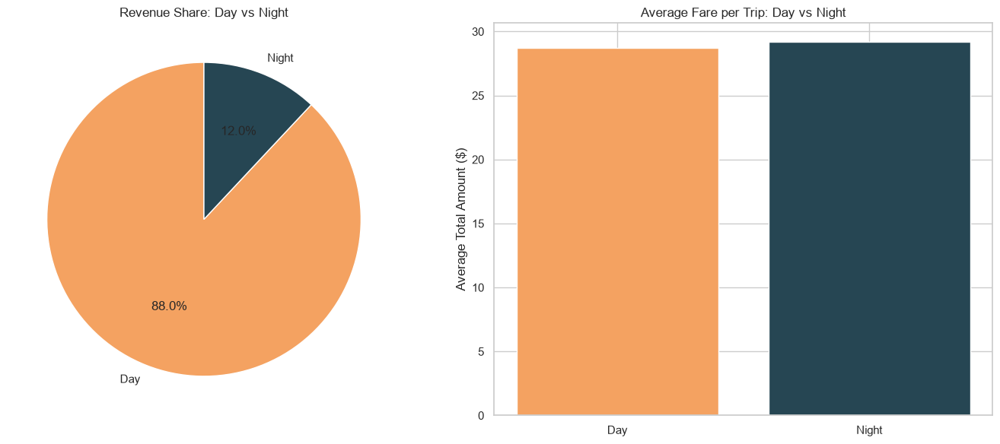 Revenue Share: Day vs Night
Night
12.0%
88.0%
Day
Average Fare per Trip: Day vs Night
Average Total Amount ($)
30
25
20
15
10
5
0
Day
Night